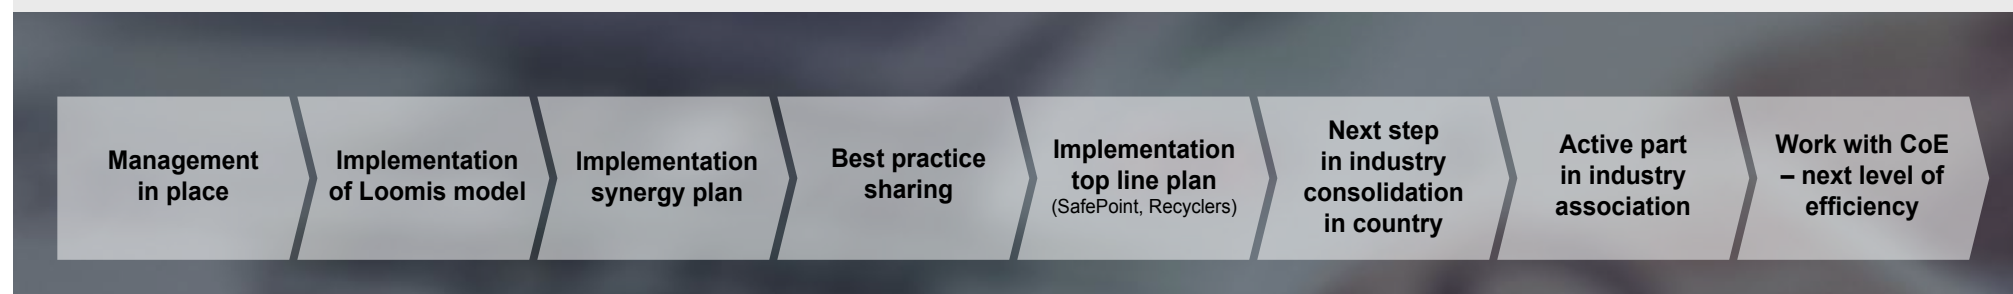 Management
in place
Implementation
of Loomis model
Implementation
synergy plan
Best practice
sharing
Implementation
top line plan
(SafePoint, Recyclers)
Next step
in industry
consolidation
in country
Active part
in industry
association
Work with CoE
– next level of
efficiency